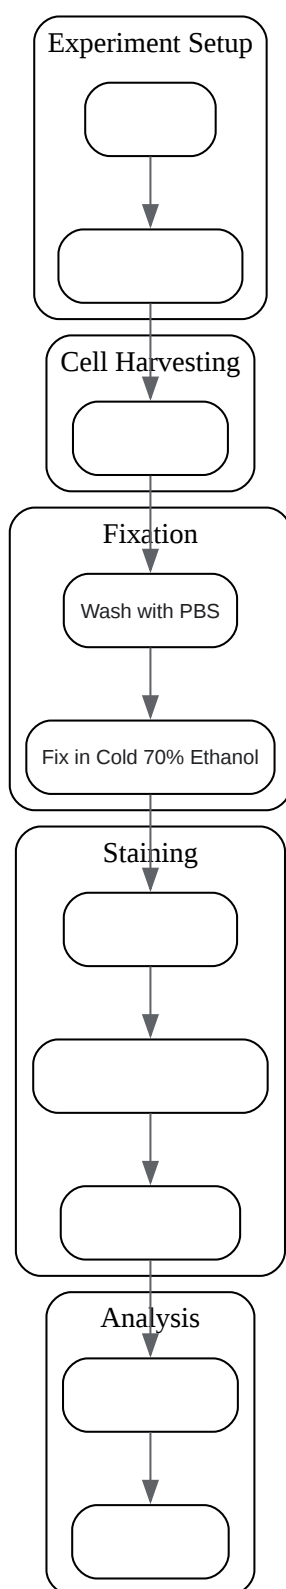 Experiment Setup
Cell Harvesting
Fixation
Wash with PBS
Fix in Cold 70% Ethanol
Staining
Analysis